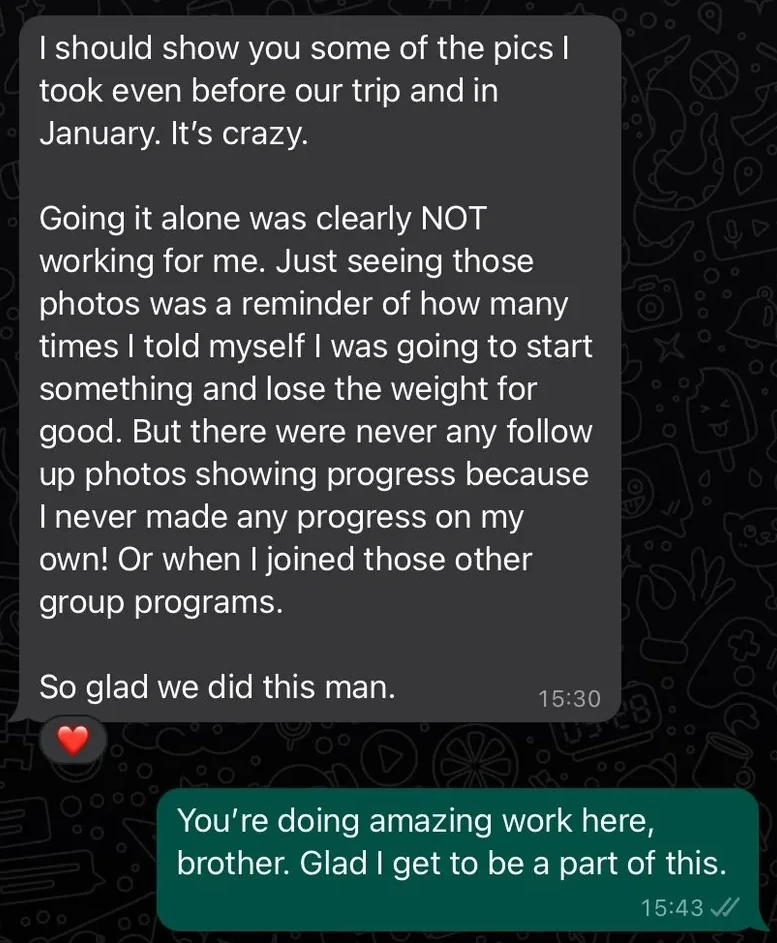 I should show you some of the pics I
took even before our trip and in
January. It’s crazy.
Going it alone was clearly NOT
working for me. Just seeing those
photos was a reminder of how many
times I told myself I was going to start
something and lose the weight for
good. But there were never any follow
up photos showing progress because
I never made any progress on my
own! Or when I joined those other
group programs.
So glad we did this man.
15:30
You’re doing amazing work here,
brother. Glad I get to be a part of this.
15:43